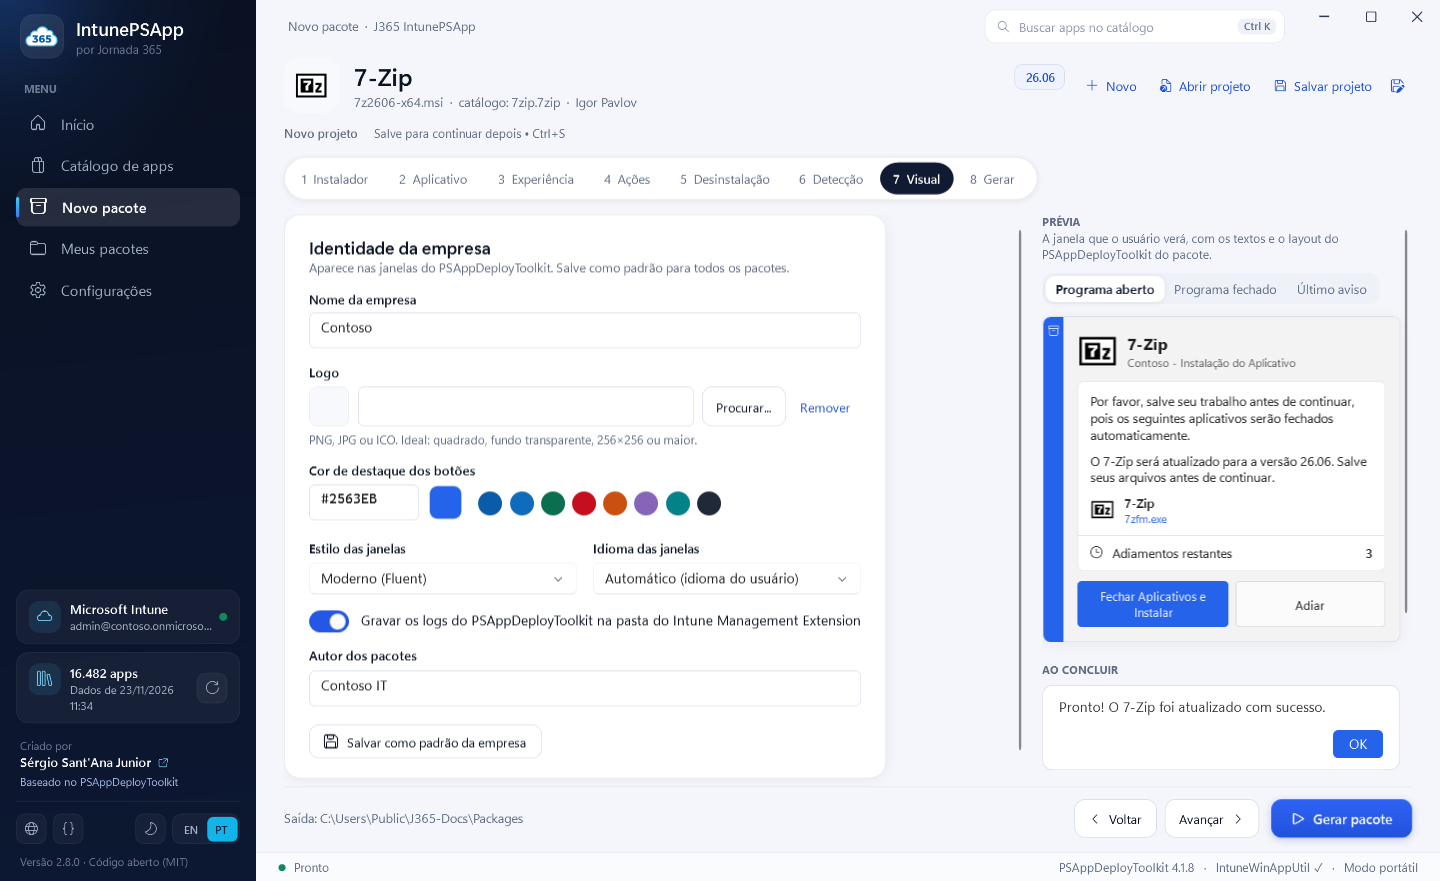 365
IntunePSApp
por Jornada 365
MENU
Início
Catálogo de apps
Novo pacote
Meus pacotes
Configurações
Microsoft Intune
admin@contoso.onmicroso...
16.482 apps
Dados de 23/11/2026
11:34
Criado por
Sérgio Sant'Ana Junior
Baseado no PSAppDeployToolkit
{} EN PT
Versão 2.8.0 · Código aberto (MIT)
Novo pacote · J365 IntunePSApp
Buscar apps no catálogo Ctrl K
7z
7-Zip
7z2606-x64.msi · catálogo: 7zip.7zip · Igor Pavlov
26.06
Novo
Abrir projeto
Salvar projeto
Novo projeto Salve para continuar depois • Ctrl+S
1 Instalador
2 Aplicativo
3 Experiência
4 Ações
5 Desinstalação
6 Detecção
7 Visual
8 Gerar
Identidade da empresa
Aparece nas janelas do PSAppDeployToolkit. Salve como padrão para todos os pacotes.
Nome da empresa
Contoso
Logo
Procurar...
Remover
PNG, JPG ou ICO. Ideal: quadrado, fundo transparente, 256×256 ou maior.
Cor de destaque dos botões
#2563EB
Estilo das janelas
Moderno (Fluent)
Idioma das janelas
Automático (idioma do usuário)
Gravar os logs do PSAppDeployToolkit na pasta do Intune Management Extension
Autor dos pacotes
Contoso IT
Salvar como padrão da empresa
PRÉVIA
A janela que o usuário verá, com os textos e o layout do
PSAppDeployToolkit do pacote.
Programa aberto
Programa fechado
Último aviso
7z
7-Zip
Contoso - Instalação do Aplicativo
Por favor, salve seu trabalho antes de continuar,
pois os seguintes aplicativos serão fechados
automaticamente.
O 7-Zip será atualizado para a versão 26.06. Salve
seus arquivos antes de continuar.
7z
7-Zip
7zfm.exe
Adiamentos restantes 3
Fechar Aplicativos e
Instalar
Adiar
AO CONCLUIR
Pronto! O 7-Zip foi atualizado com sucesso.
OK
Saída: C:\Users\Public\J365-Docs\Packages
Voltar
Avançar
Gerar pacote
Pronto
PSAppDeployToolkit 4.1.8 · IntuneWinAppUtil ✓ · Modo portátil